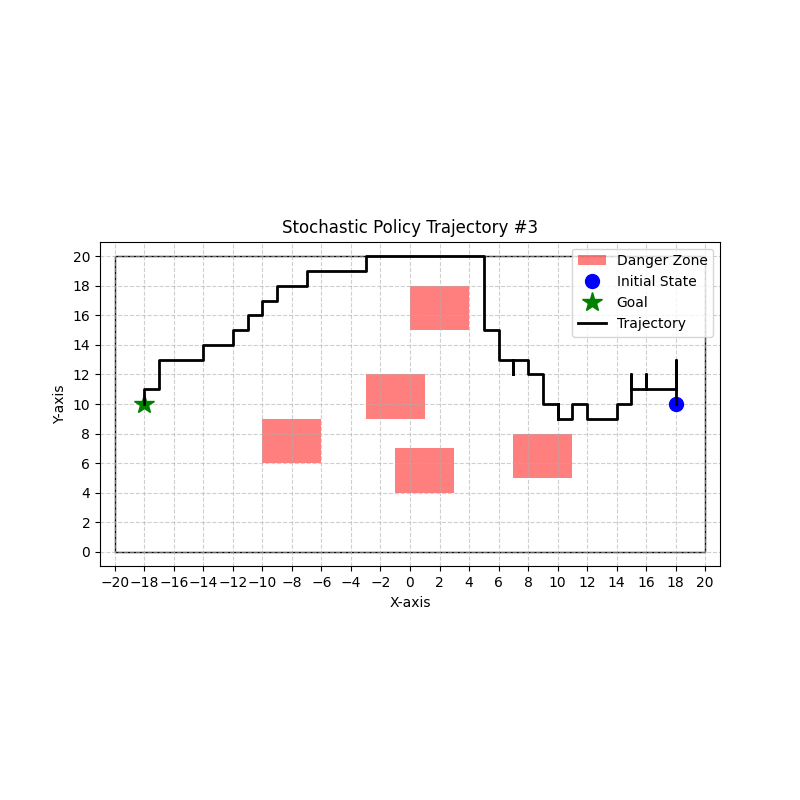 Stochastic Policy Trajectory #3
Danger Zone
Initial State
Goal
Trajectory
Y-axis
20
18
16
14
12
10
8
6
4
2
0
−20 −18 −16 −14 −12 −10 −8 −6 −4 −2 0 2 4 6 8 10 12 14 16 18 20
X-axis